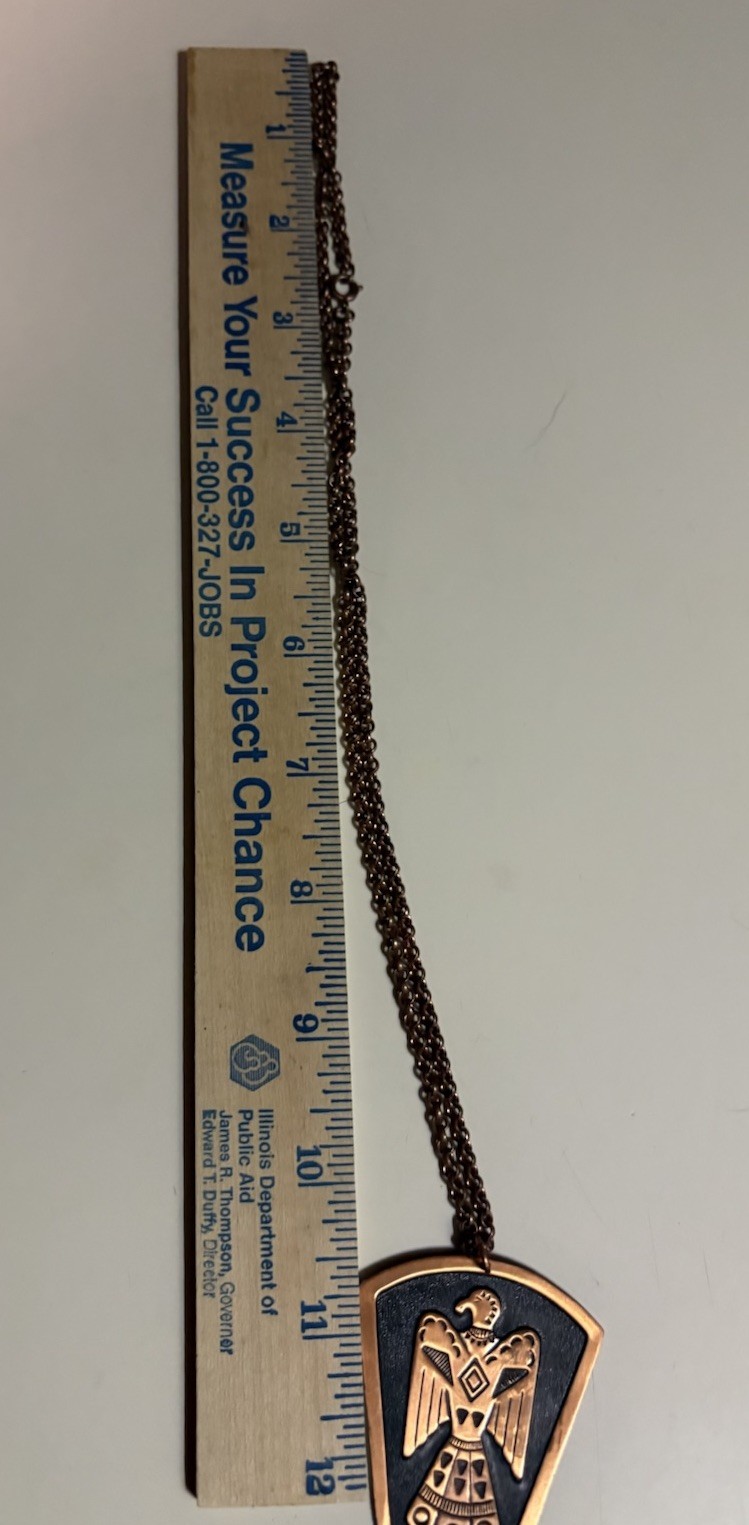 1 2 3 4 5 6 7 8 9 10 11 12
Measure Your Success In Project Chance
Call 1-800-327-JOBS
Illinois Department of
Public Aid
James R. Thompson, Governer
Edward T. Duffy, Director